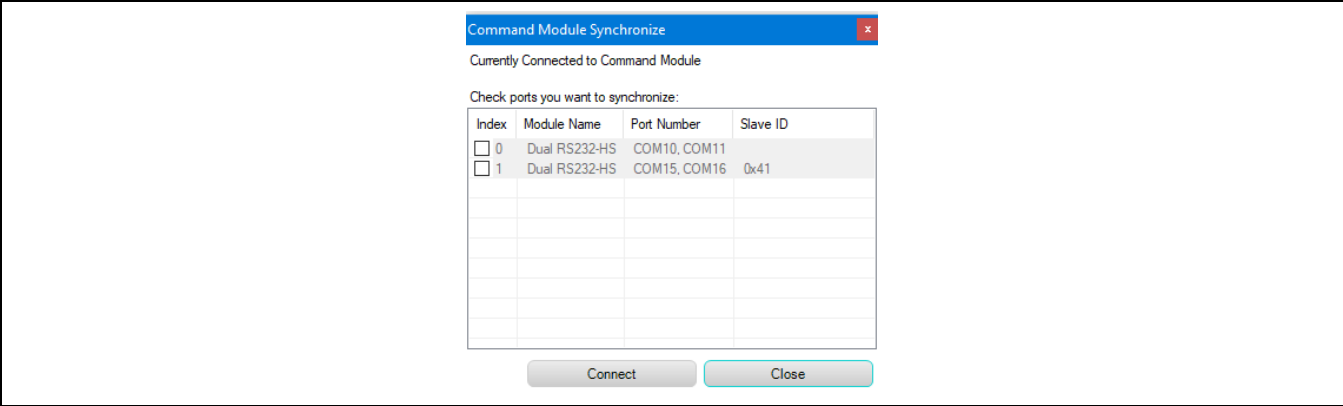 Command Module Synchronize x
Currently Connected to Command Module
Check ports you want to synchronize:
Index Module Name Port Number Slave ID
0 Dual RS232-HS COM10, COM11
1 Dual RS232-HS COM15, COM16 0x41
Connect Close